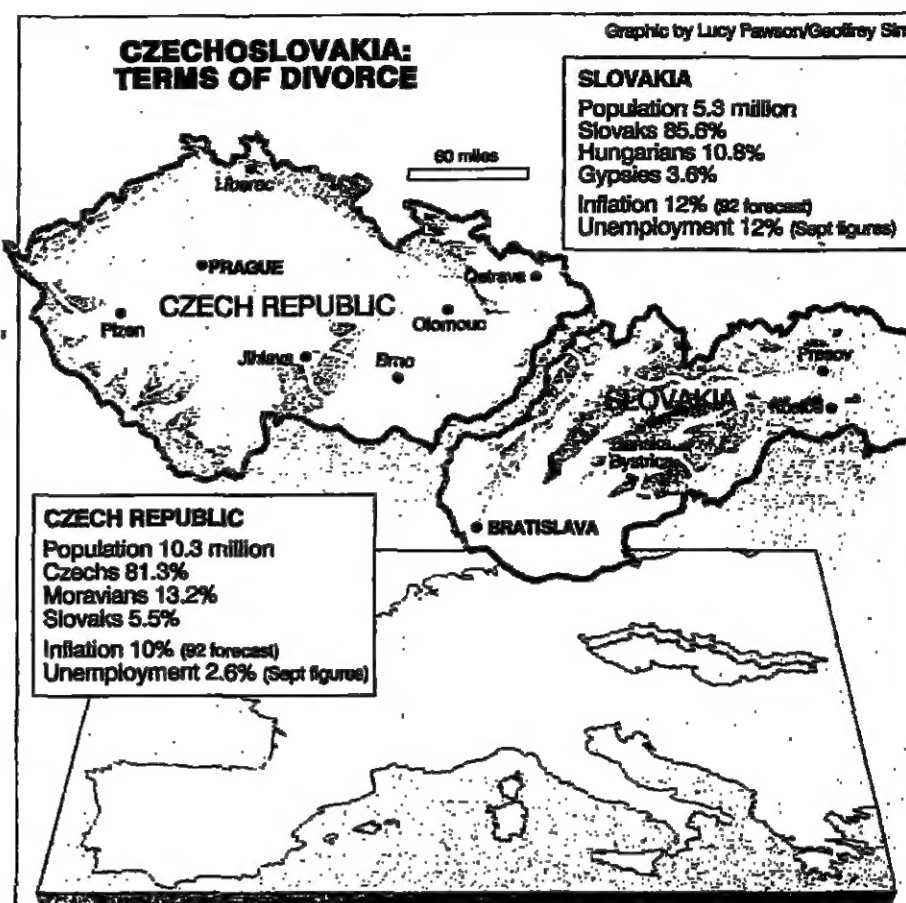 Graphic by Lucy Pawson/Geoffrey Sim
CZECHOSLOVAKIA:
TERMS OF DIVORCE
SLOVAKIA
Population 5.3 million
Slovaks 85.6%
Hungarians 10.8%
Gypsies 3.6%
Inflation 12% (92 forecast)
Unemployment 12% (Sept figures)
60 miles
Liberec
PRAGUE
Ostrava
CZECH REPUBLIC
Plzen
Olomouc
Jihlava
Brno
Presov
SLOVAKIA
Kosice
Banska
Bystrica
BRATISLAVA
CZECH REPUBLIC
Population 10.3 million
Czechs 81.3%
Moravians 13.2%
Slovaks 5.5%
Inflation 10% (92 forecast)
Unemployment 2.6% (Sept figures)